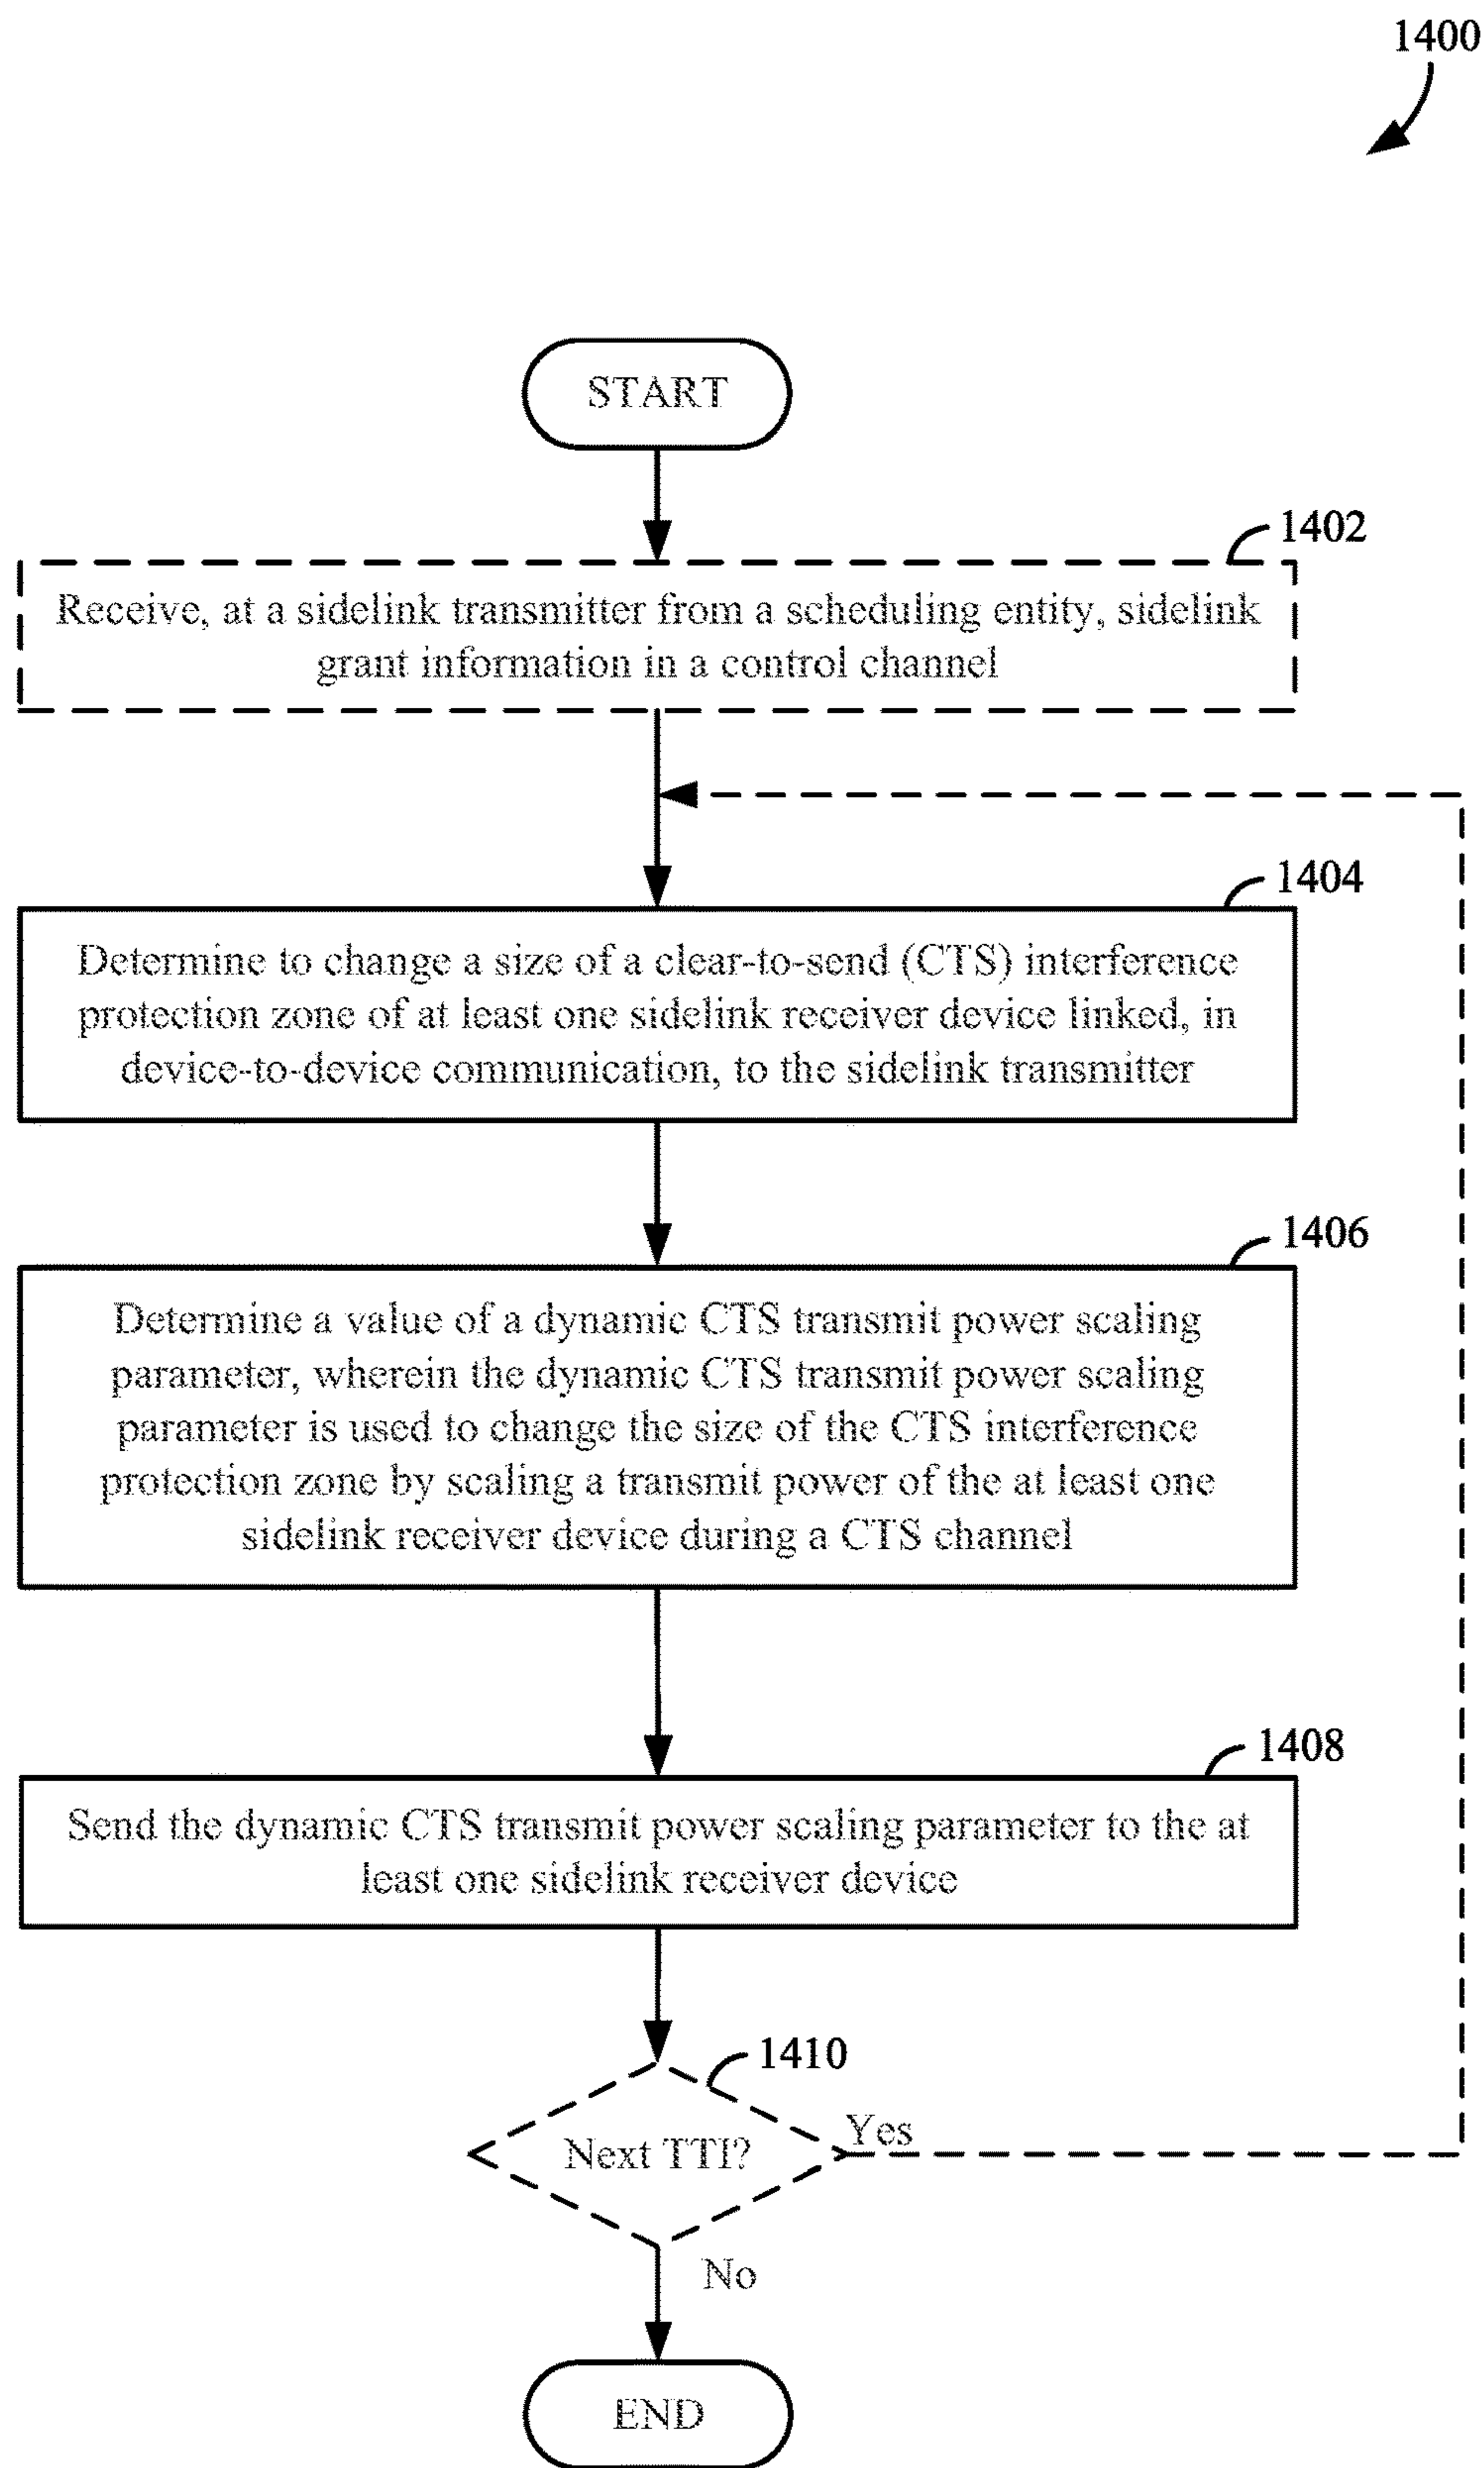 1400
START
1402
Receive, at a sidelink transmitter from a scheduling entity, sidelink
grant information in a control channel
1404
Determine to change a size of a clear-to-send (CTS) interference
protection zone of at least one sidelink receiver device linked, in
device-to-device communication, to the sidelink transmitter
1406
Determine a value of a dynamic CTS transmit power scaling
parameter, wherein the dynamic CTS transmit power scaling
parameter is used to change the size of the CTS interference
protection zone by scaling a transmit power of the at least one
sidelink receiver device during a CTS channel
1408
Send the dynamic CTS transmit power scaling parameter to the at
least one sidelink receiver device
1410
Next TTI?
Yes
No
END